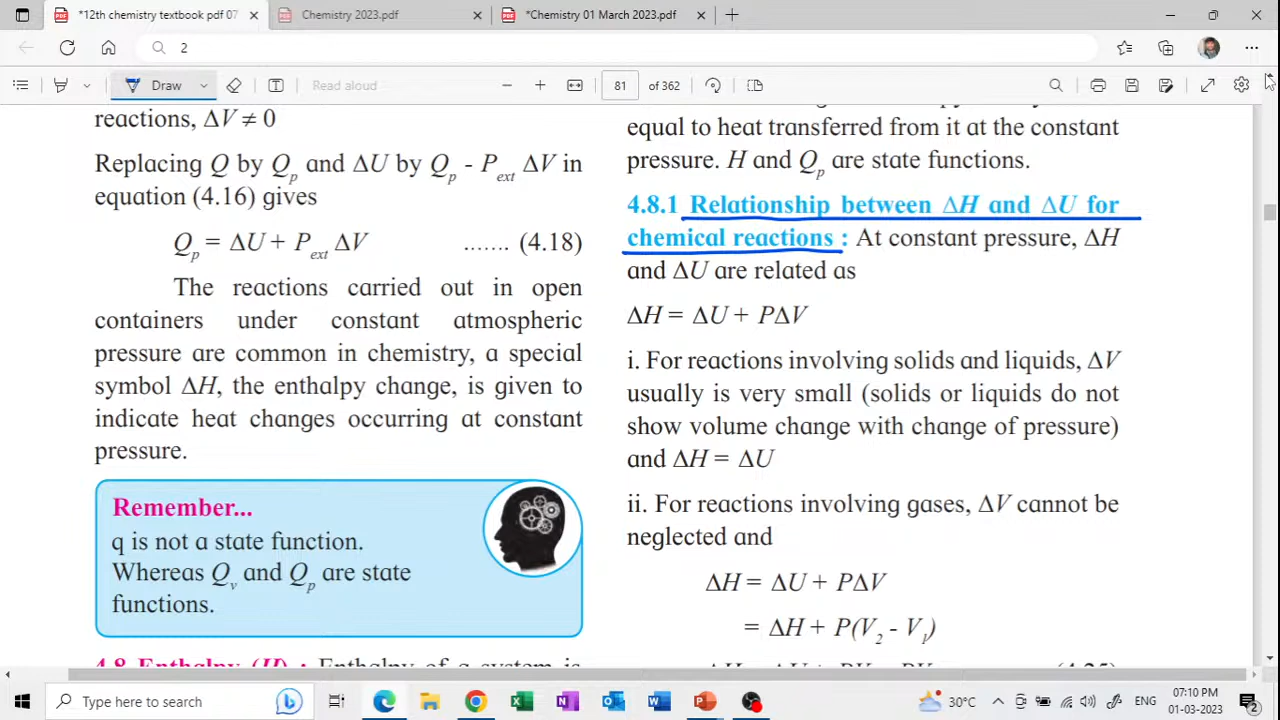 *12th chemistry textbook pdf 07
Chemistry 2023.pdf
*Chemistry 01 March 2023.pdf
2
Draw
Read aloud
81 of 362
reactions, ΔV ≠ 0
Replacing Q by Qp and ΔU by Qp - Pext ΔV in
equation (4.16) gives
Qp = ΔU + Pext ΔV ....... (4.18)
The reactions carried out in open
containers under constant atmospheric
pressure are common in chemistry, a special
symbol ΔH, the enthalpy change, is given to
indicate heat changes occurring at constant
pressure.
Remember...
q is not a state function.
Whereas Qv and Qp are state
functions.
4.8 Enthalpy (H) : Enthalpy of a system is
equal to heat transferred from it at the constant
pressure. H and Qp are state functions.
4.8.1 Relationship between ΔH and ΔU for
chemical reactions : At constant pressure, ΔH
and ΔU are related as
ΔH = ΔU + PΔV
i. For reactions involving solids and liquids, ΔV
usually is very small (solids or liquids do not
show volume change with change of pressure)
and ΔH = ΔU
ii. For reactions involving gases, ΔV cannot be
neglected and
ΔH = ΔU + PΔV
= ΔH + P(V2 - V1)
Type here to search
30°C
ENG
07:10 PM
01-03-2023
2